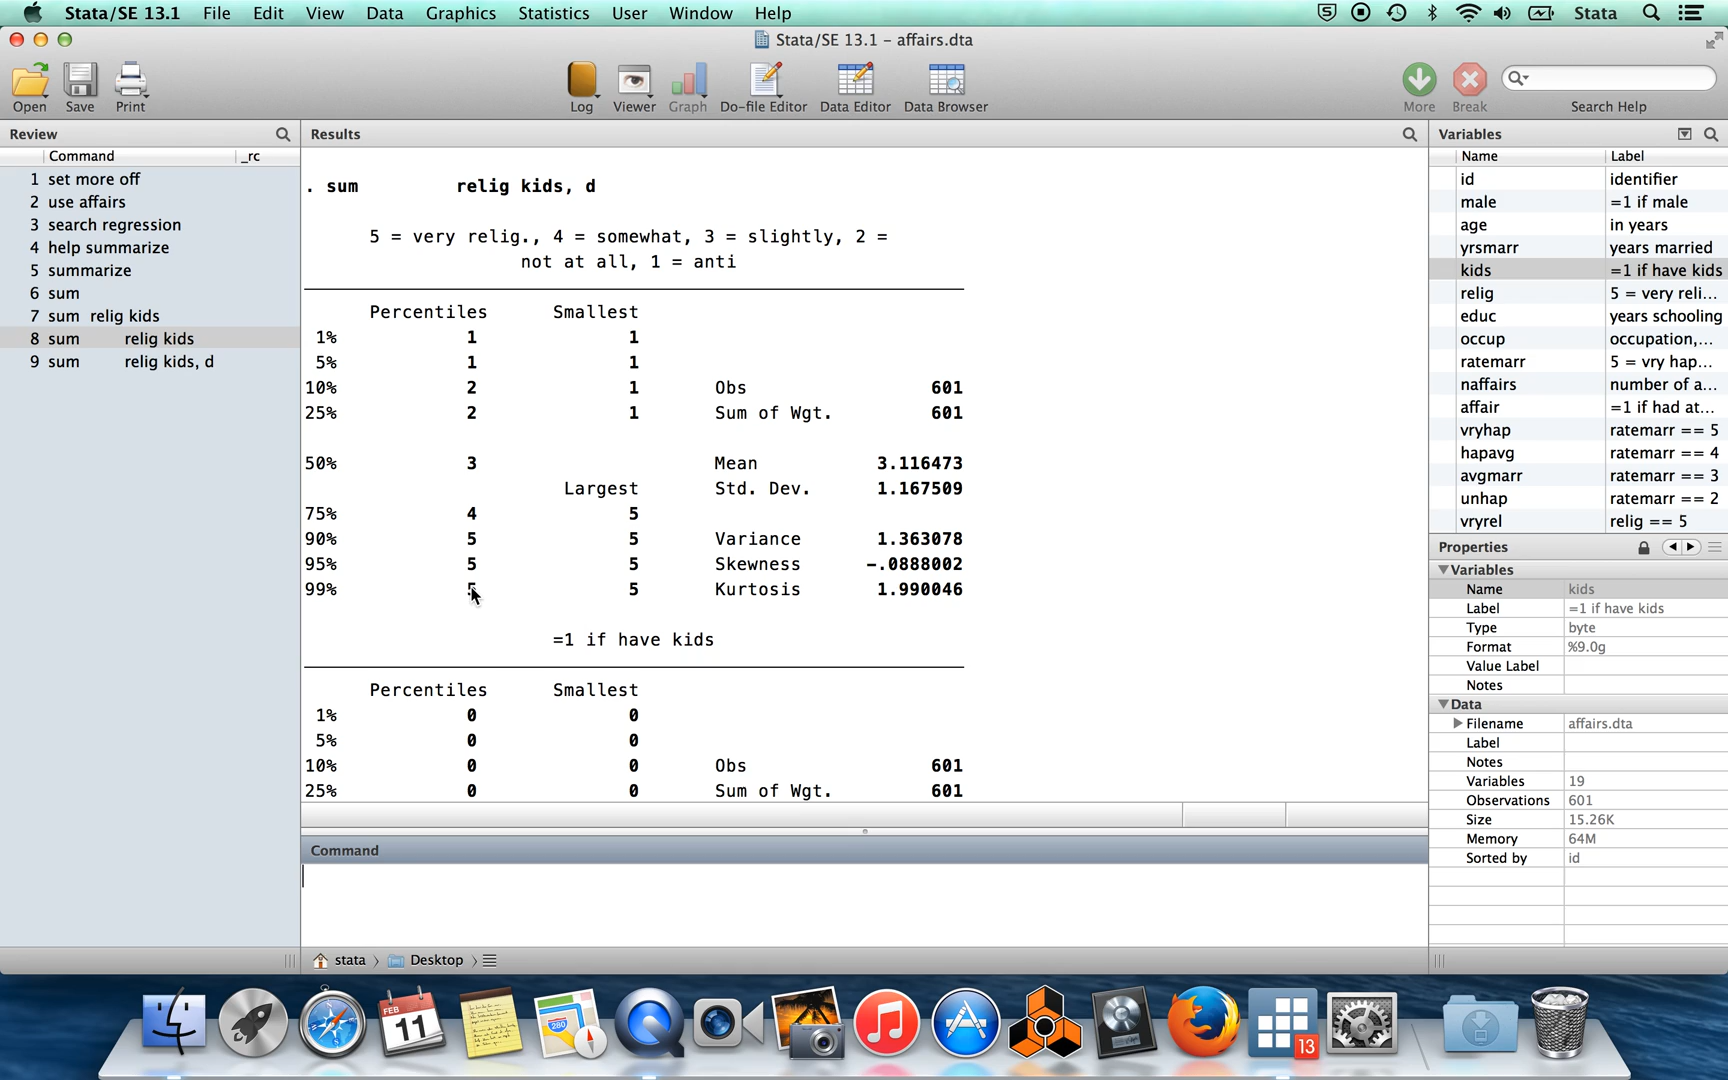 Stata/SE 13.1 File Edit View Data Graphics Statistics User Window Help Stata
Stata/SE 13.1 – affairs.dta
Open Save Print Log Viewer Graph Do-file Editor Data Editor Data Browser More Break Search Help
Review
Command _rc
1 set more off
2 use affairs
3 search regression
4 help summarize
5 summarize
6 sum
7 sum relig kids
8 sum relig kids
9 sum relig kids, d
Results
. sum relig kids, d
5 = very relig., 4 = somewhat, 3 = slightly, 2 =
not at all, 1 = anti
Percentiles Smallest
1% 1 1
5% 1 1
10% 2 1 Obs 601
25% 2 1 Sum of Wgt. 601
50% 3 Mean 3.116473
Largest Std. Dev. 1.167509
75% 4 5
90% 5 5 Variance 1.363078
95% 5 5 Skewness -.0888002
99% 5 5 Kurtosis 1.990046
=1 if have kids
Percentiles Smallest
1% 0 0
5% 0 0
10% 0 0 Obs 601
25% 0 0 Sum of Wgt. 601
Command
stata Desktop
Variables
Name Label
id identifier
male =1 if male
age in years
yrsmarr years married
kids =1 if have kids
relig 5 = very reli...
educ years schooling
occup occupation,...
ratemarr 5 = vry hap...
naffairs number of a...
affair =1 if had at...
vryhap ratemarr == 5
hapavg ratemarr == 4
avgmarr ratemarr == 3
unhap ratemarr == 2
vryrel relig == 5
Properties
Variables
Name kids
Label =1 if have kids
Type byte
Format %9.0g
Value Label
Notes
Data
Filename affairs.dta
Label
Notes
Variables 19
Observations 601
Size 15.26K
Memory 64M
Sorted by id
FEB
11
280
13